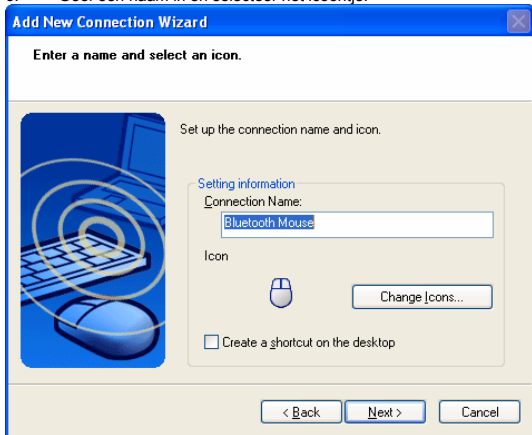 Add New Connection Wizard
Enter a name and select an icon.
Set up the connection name and icon.
Setting information
Connection Name:
Bluetooth Mouse
Icon
Change Icons...
Create a shortcut on the desktop
< Back
Next >
Cancel